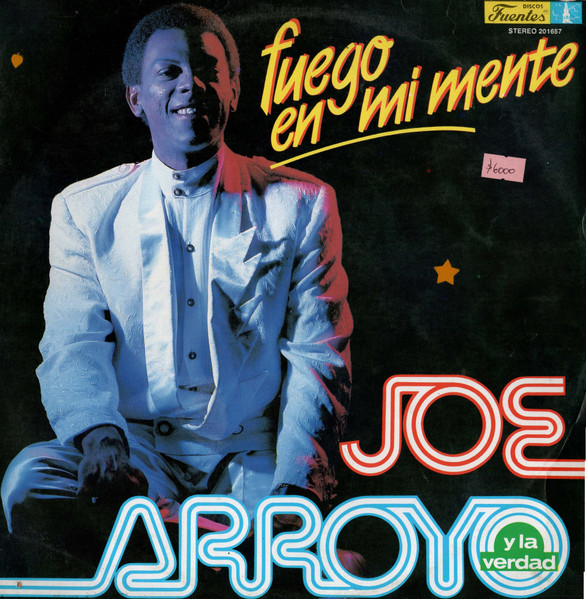 DISCOS
Fuentes
STEREO 201687
fuego
en mi mente
$6000
JOE
ARROYO
y la
verdad